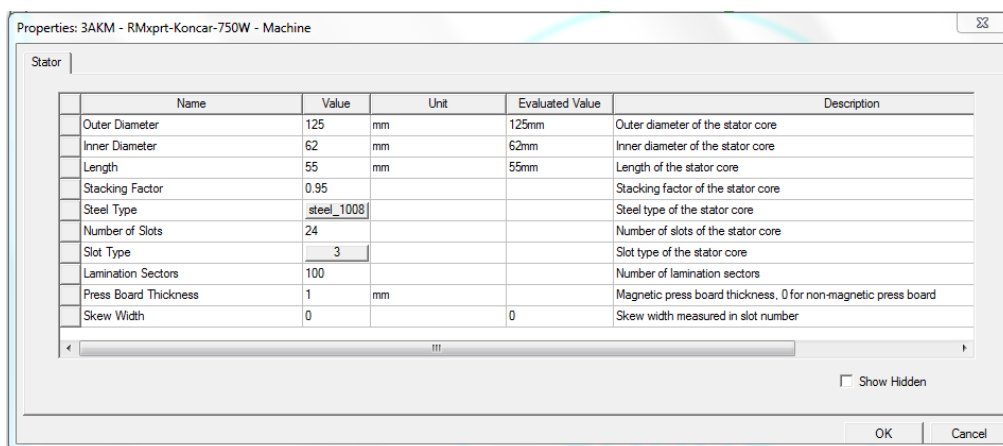 Properties: 3AKM - RMxprt-Koncar-750W - Machine
Stator
Name Value Unit Evaluated Value Description
Outer Diameter 125 mm 125mm Outer diameter of the stator core
Inner Diameter 62 mm 62mm Inner diameter of the stator core
Length 55 mm 55mm Length of the stator core
Stacking Factor 0.95 Stacking factor of the stator core
Steel Type steel_1008 Steel type of the stator core
Number of Slots 24 Number of slots of the stator core
Slot Type 3 Slot type of the stator core
Lamination Sectors 100 Number of lamination sectors
Press Board Thickness 1 mm Magnetic press board thickness, 0 for non-magnetic press board
Skew Width 0 0 Skew width measured in slot number
Show Hidden
OK Cancel